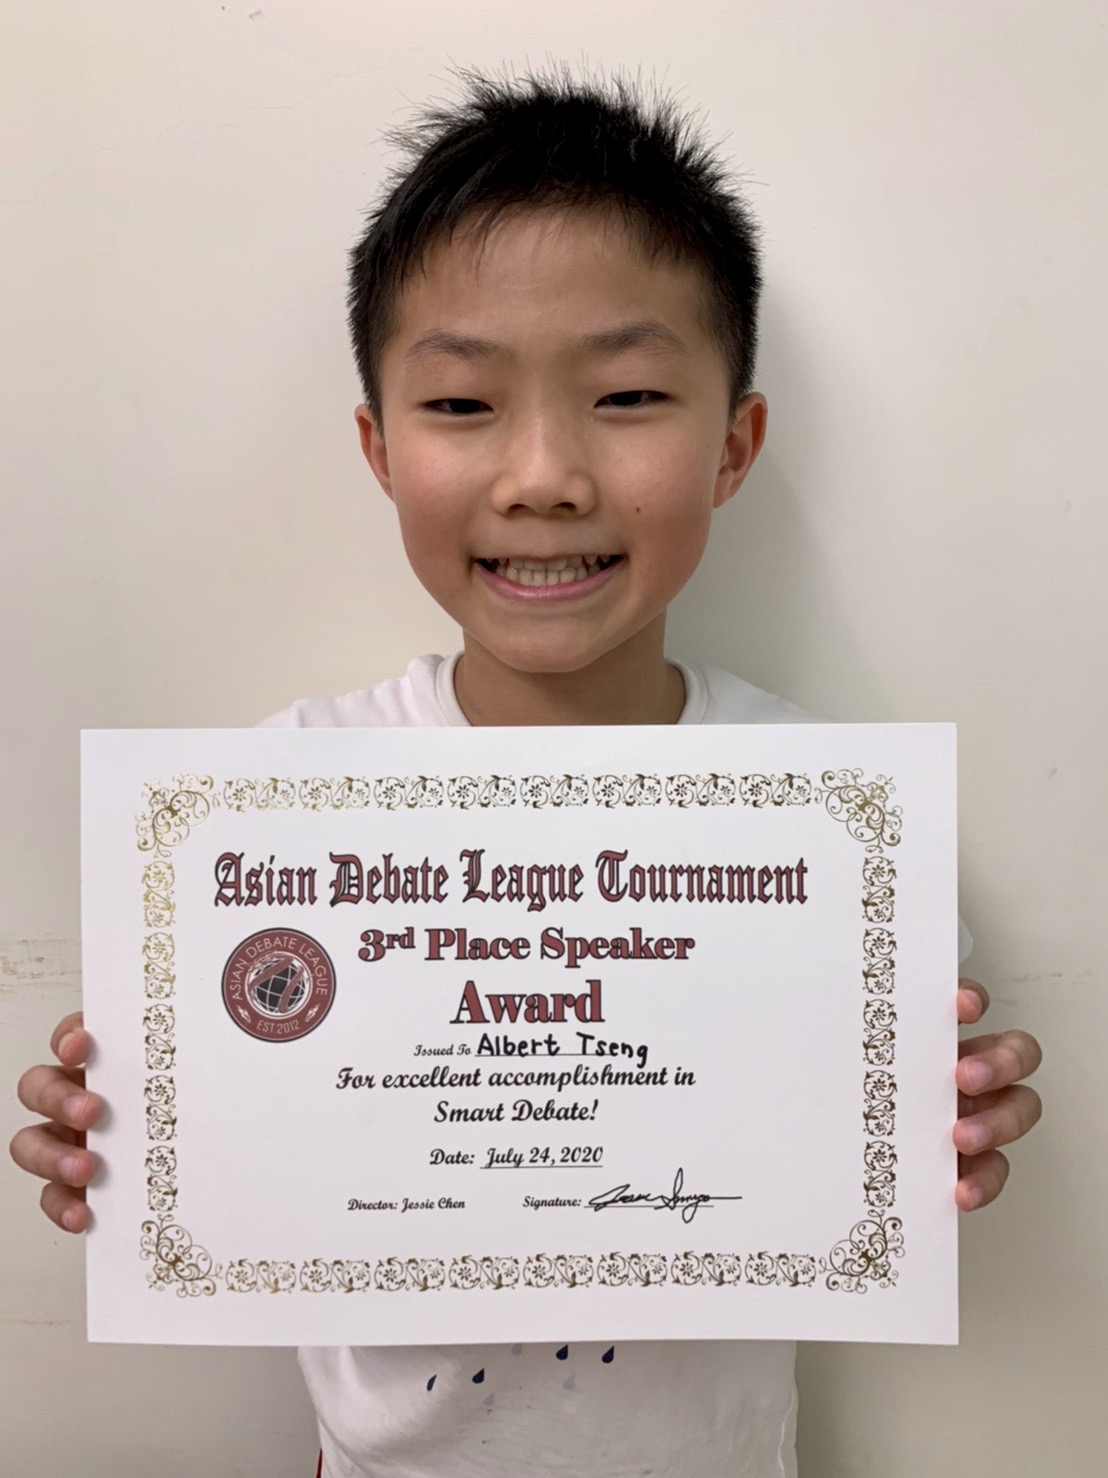 Asian Debate League Tournament
3rd Place Speaker
Award
ASIAN DEBATE LEAGUE
EST.2012
Issued To Albert Tseng
For excellent accomplishment in
Smart Debate!
Date: July 24, 2020
Director: Jessie Chen Signature: